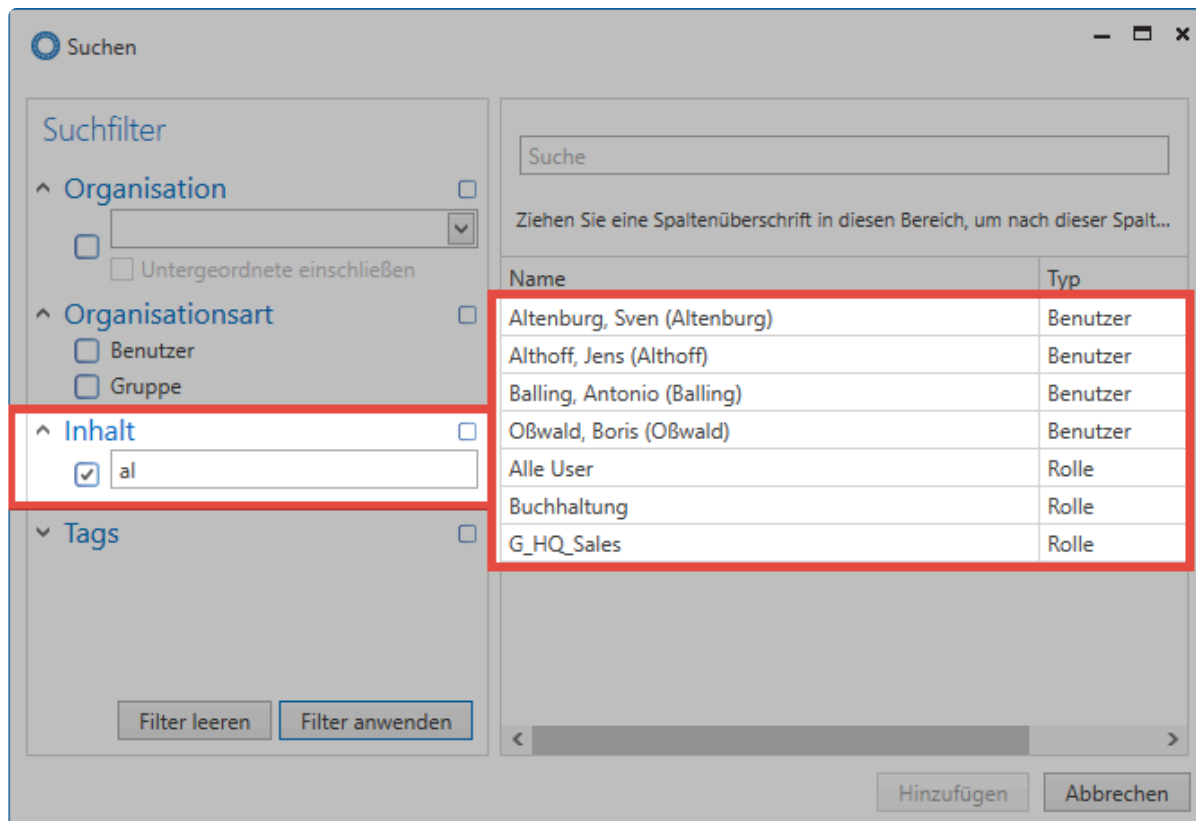 Suchen
Suchfilter
Organisation
Untergeordnete einschließen
Organisationsart
Benutzer
Gruppe
Inhalt
al
Tags
Filter leeren
Filter anwenden
Suche
Ziehen Sie eine Spaltenüberschrift in diesen Bereich, um nach dieser Spalt...
Name Typ
Altenburg, Sven (Altenburg) Benutzer
Althoff, Jens (Althoff) Benutzer
Balling, Antonio (Balling) Benutzer
Oßwald, Boris (Oßwald) Benutzer
Alle User Rolle
Buchhaltung Rolle
G_HQ_Sales Rolle
Hinzufügen Abbrechen